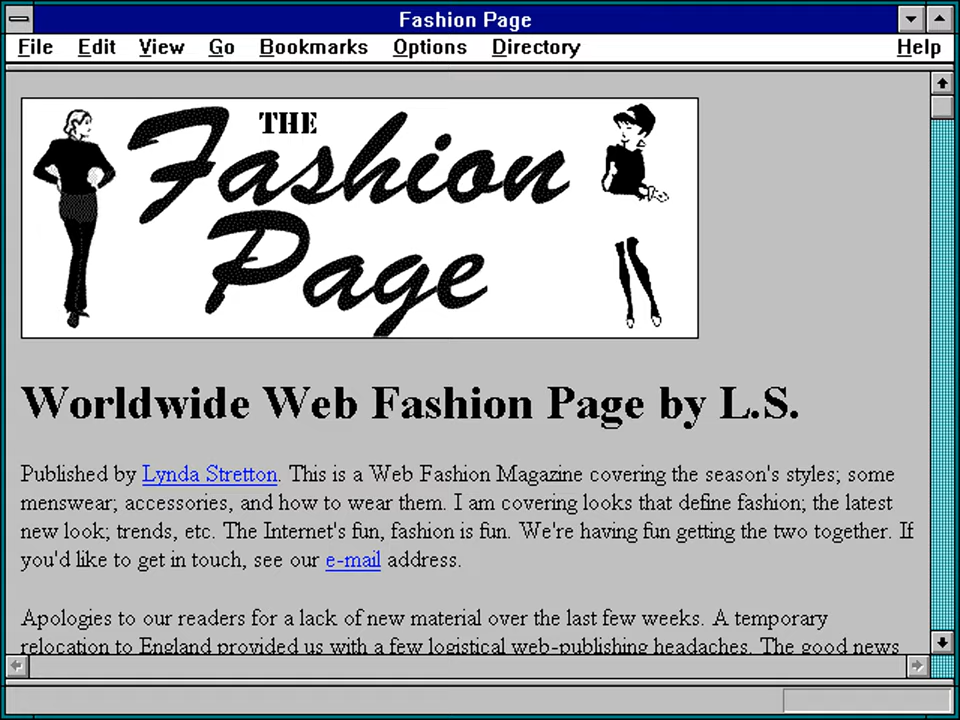 Fashion Page
File Edit View Go Bookmarks Options Directory Help
THE
Fashion
Page
Worldwide Web Fashion Page by L.S.
Published by Lynda Stretton. This is a Web Fashion Magazine covering the season's styles; some
menswear; accessories, and how to wear them. I am covering looks that define fashion; the latest
new look; trends, etc. The Internet's fun, fashion is fun. We're having fun getting the two together. If
you'd like to get in touch, see our e-mail address.
Apologies to our readers for a lack of new material over the last few weeks. A temporary
relocation to England provided us with a few logistical web-publishing headaches. The good news